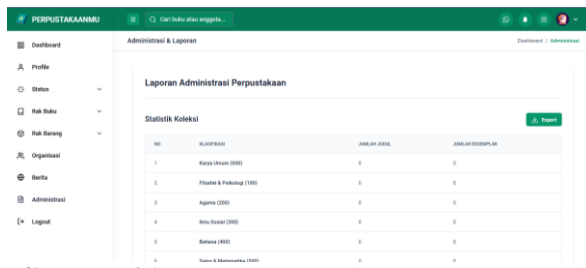 PERPUSTAKAANMU
Cari buku atau anggota...
Administrasi & Laporan
Dashboard / Administrasi
Dashboard
Profile
Status
Rak Buku
Rak Barang
Organisasi
Berita
Administrasi
Logout
Laporan Administrasi Perpustakaan
Statistik Koleksi
Export
NO KLASIFIKASI JUMLAH JUDUL JUMLAH EKSEMPLAR
1 Karya Umum (000) 0 0
2 Filsafat & Psikologi (100) 0 0
3 Agama (200) 0 0
4 Ilmu Sosial (300) 0 0
5 Bahasa (400) 0 0
6 Sains & Matematika (500)